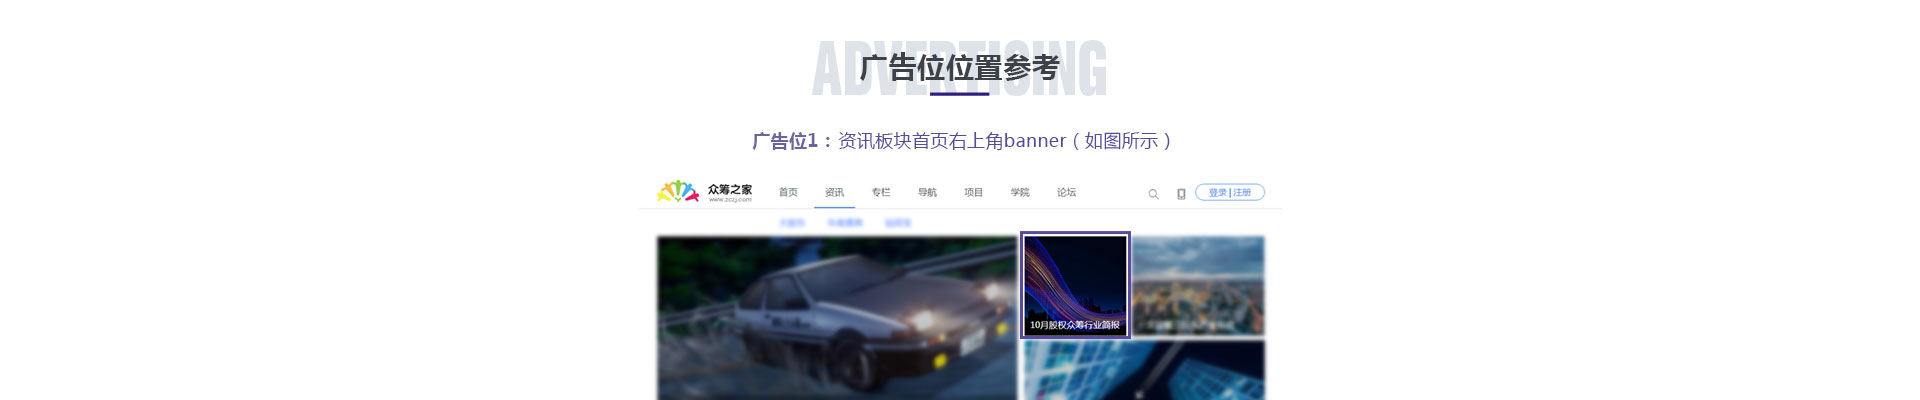 ADVERTICING
广告位位置参考
广告位1：资讯板块首页右上角banner（如图所示）
众筹之家
www.zczj.com
首页 资讯 专栏 导航 项目 学院 论坛
登录 | 注册
10月股权众筹行业简报